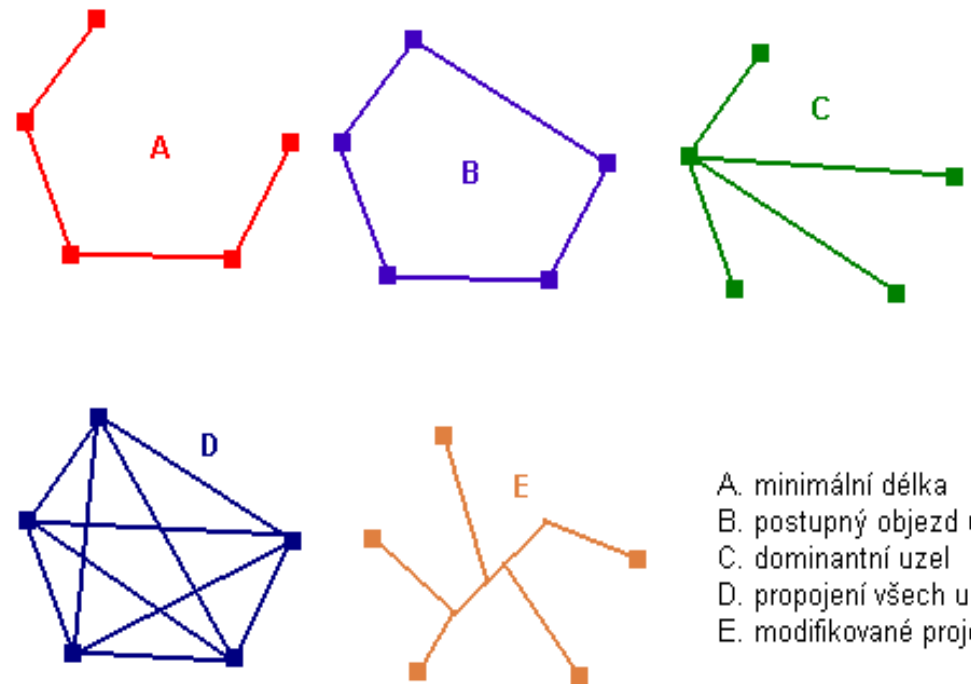 A
B
C
D
E
A. minimální délka
B. postupný objezd
C. dominantní uzel
D. propojení všech
E. modifikované